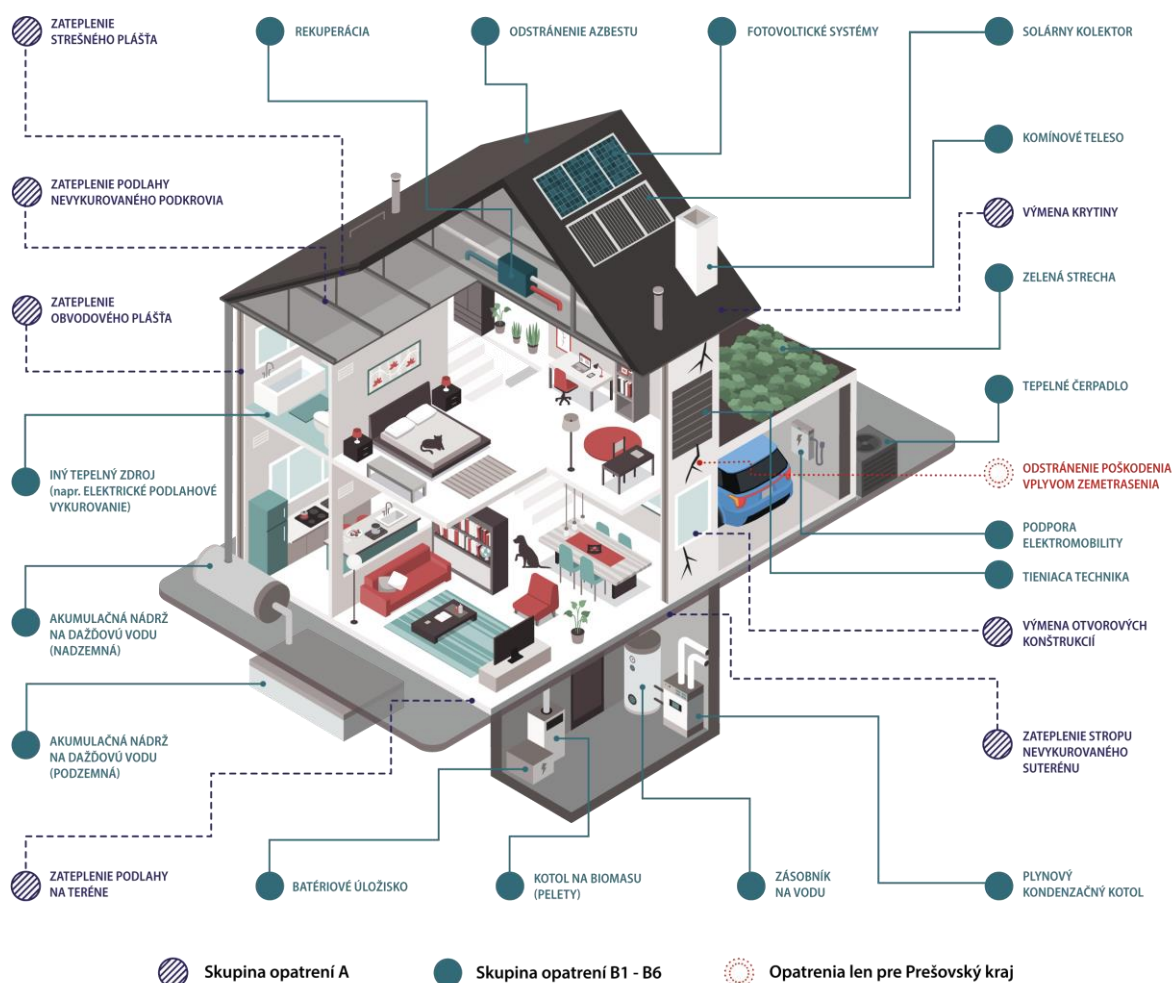 ZATEPLENIE
STREŠNÉHO PLÁŠŤA
REKUPERÁCIA
ODSTRÁNENIE AZBESTU
FOTOVOLTICKÉ SYSTÉMY
SOLÁRNY KOLEKTOR
KOMÍNOVÉ TELESO
ZATEPLENIE PODLAHY
NEVYKUROVANÉHO PODKROVIA
VÝMENA KRYTINY
ZELENÁ STRECHA
ZATEPLENIE
OBVODOVÉHO PLÁŠŤA
TEPELNÉ ČERPADLO
INÝ TEPELNÝ ZDROJ
(napr. ELEKTRICKÉ PODLAHOVÉ
VYKUROVANIE)
ODSTRÁNENIE POŠKODENIA
VPLYVOM ZEMETRASENIA
PODPORA
ELEKTROMOBILITY
TIENIACA TECHNIKA
AKUMULAČNÁ NÁDRŽ
NA DAŽĎOVÚ VODU
(NADZEMNÁ)
VÝMENA OTVOROVÝCH
KONŠTRUKCIÍ
AKUMULAČNÁ NÁDRŽ
NA DAŽĎOVÚ VODU
(PODZEMNÁ)
ZATEPLENIE STROPU
NEVYKUROVANÉHO
SUTERÉNU
ZATEPLENIE PODLAHY
NA TERÉNE
BATÉRIOVÉ ÚLOŽISKO
KOTOL NA BIOMASU
(PELETY)
ZÁSOBNÍK
NA VODU
PLYNOVÝ
KONDENZAČNÝ KOTOL
Skupina opatrení A
Skupina opatrení B1 - B6
Opatrenia len pre Prešovský kraj